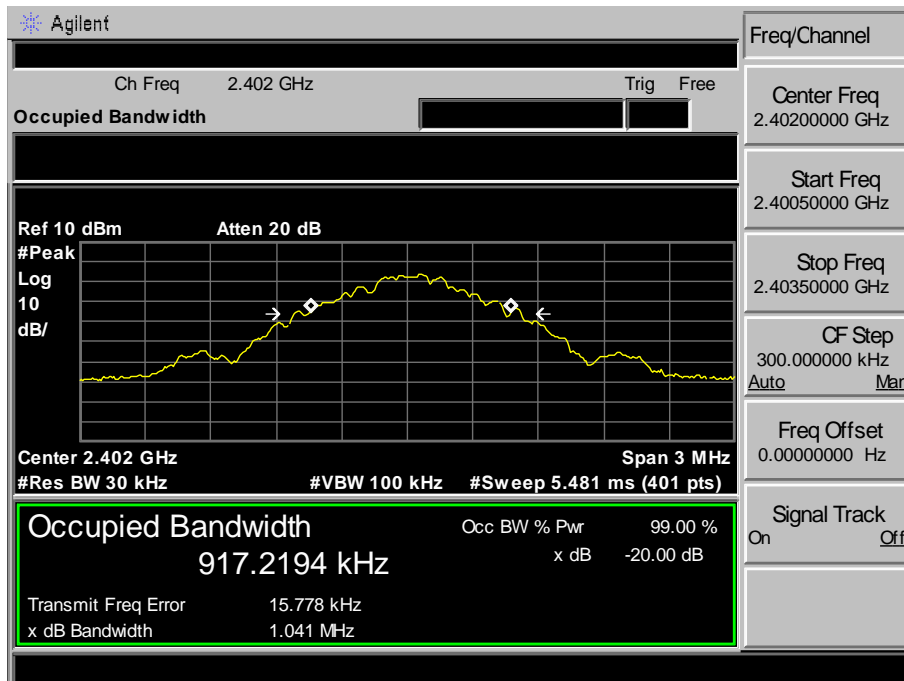 Agilent
Freq/Channel
Ch Freq 2.402 GHz Trig Free
Occupied Bandwidth
Center Freq
2.40200000 GHz
Start Freq
2.40050000 GHz
Ref 10 dBm Atten 20 dB
#Peak
Log
10
dB/
Stop Freq
2.40350000 GHz
CF Step
300.000000 kHz
Auto Man
Freq Offset
0.00000000 Hz
Center 2.402 GHz Span 3 MHz
#Res BW 30 kHz #VBW 100 kHz #Sweep 5.481 ms (401 pts)
Signal Track
On Off
Occupied Bandwidth
917.2194 kHz
Occ BW % Pwr 99.00 %
x dB -20.00 dB
Transmit Freq Error 15.778 kHz
x dB Bandwidth 1.041 MHz